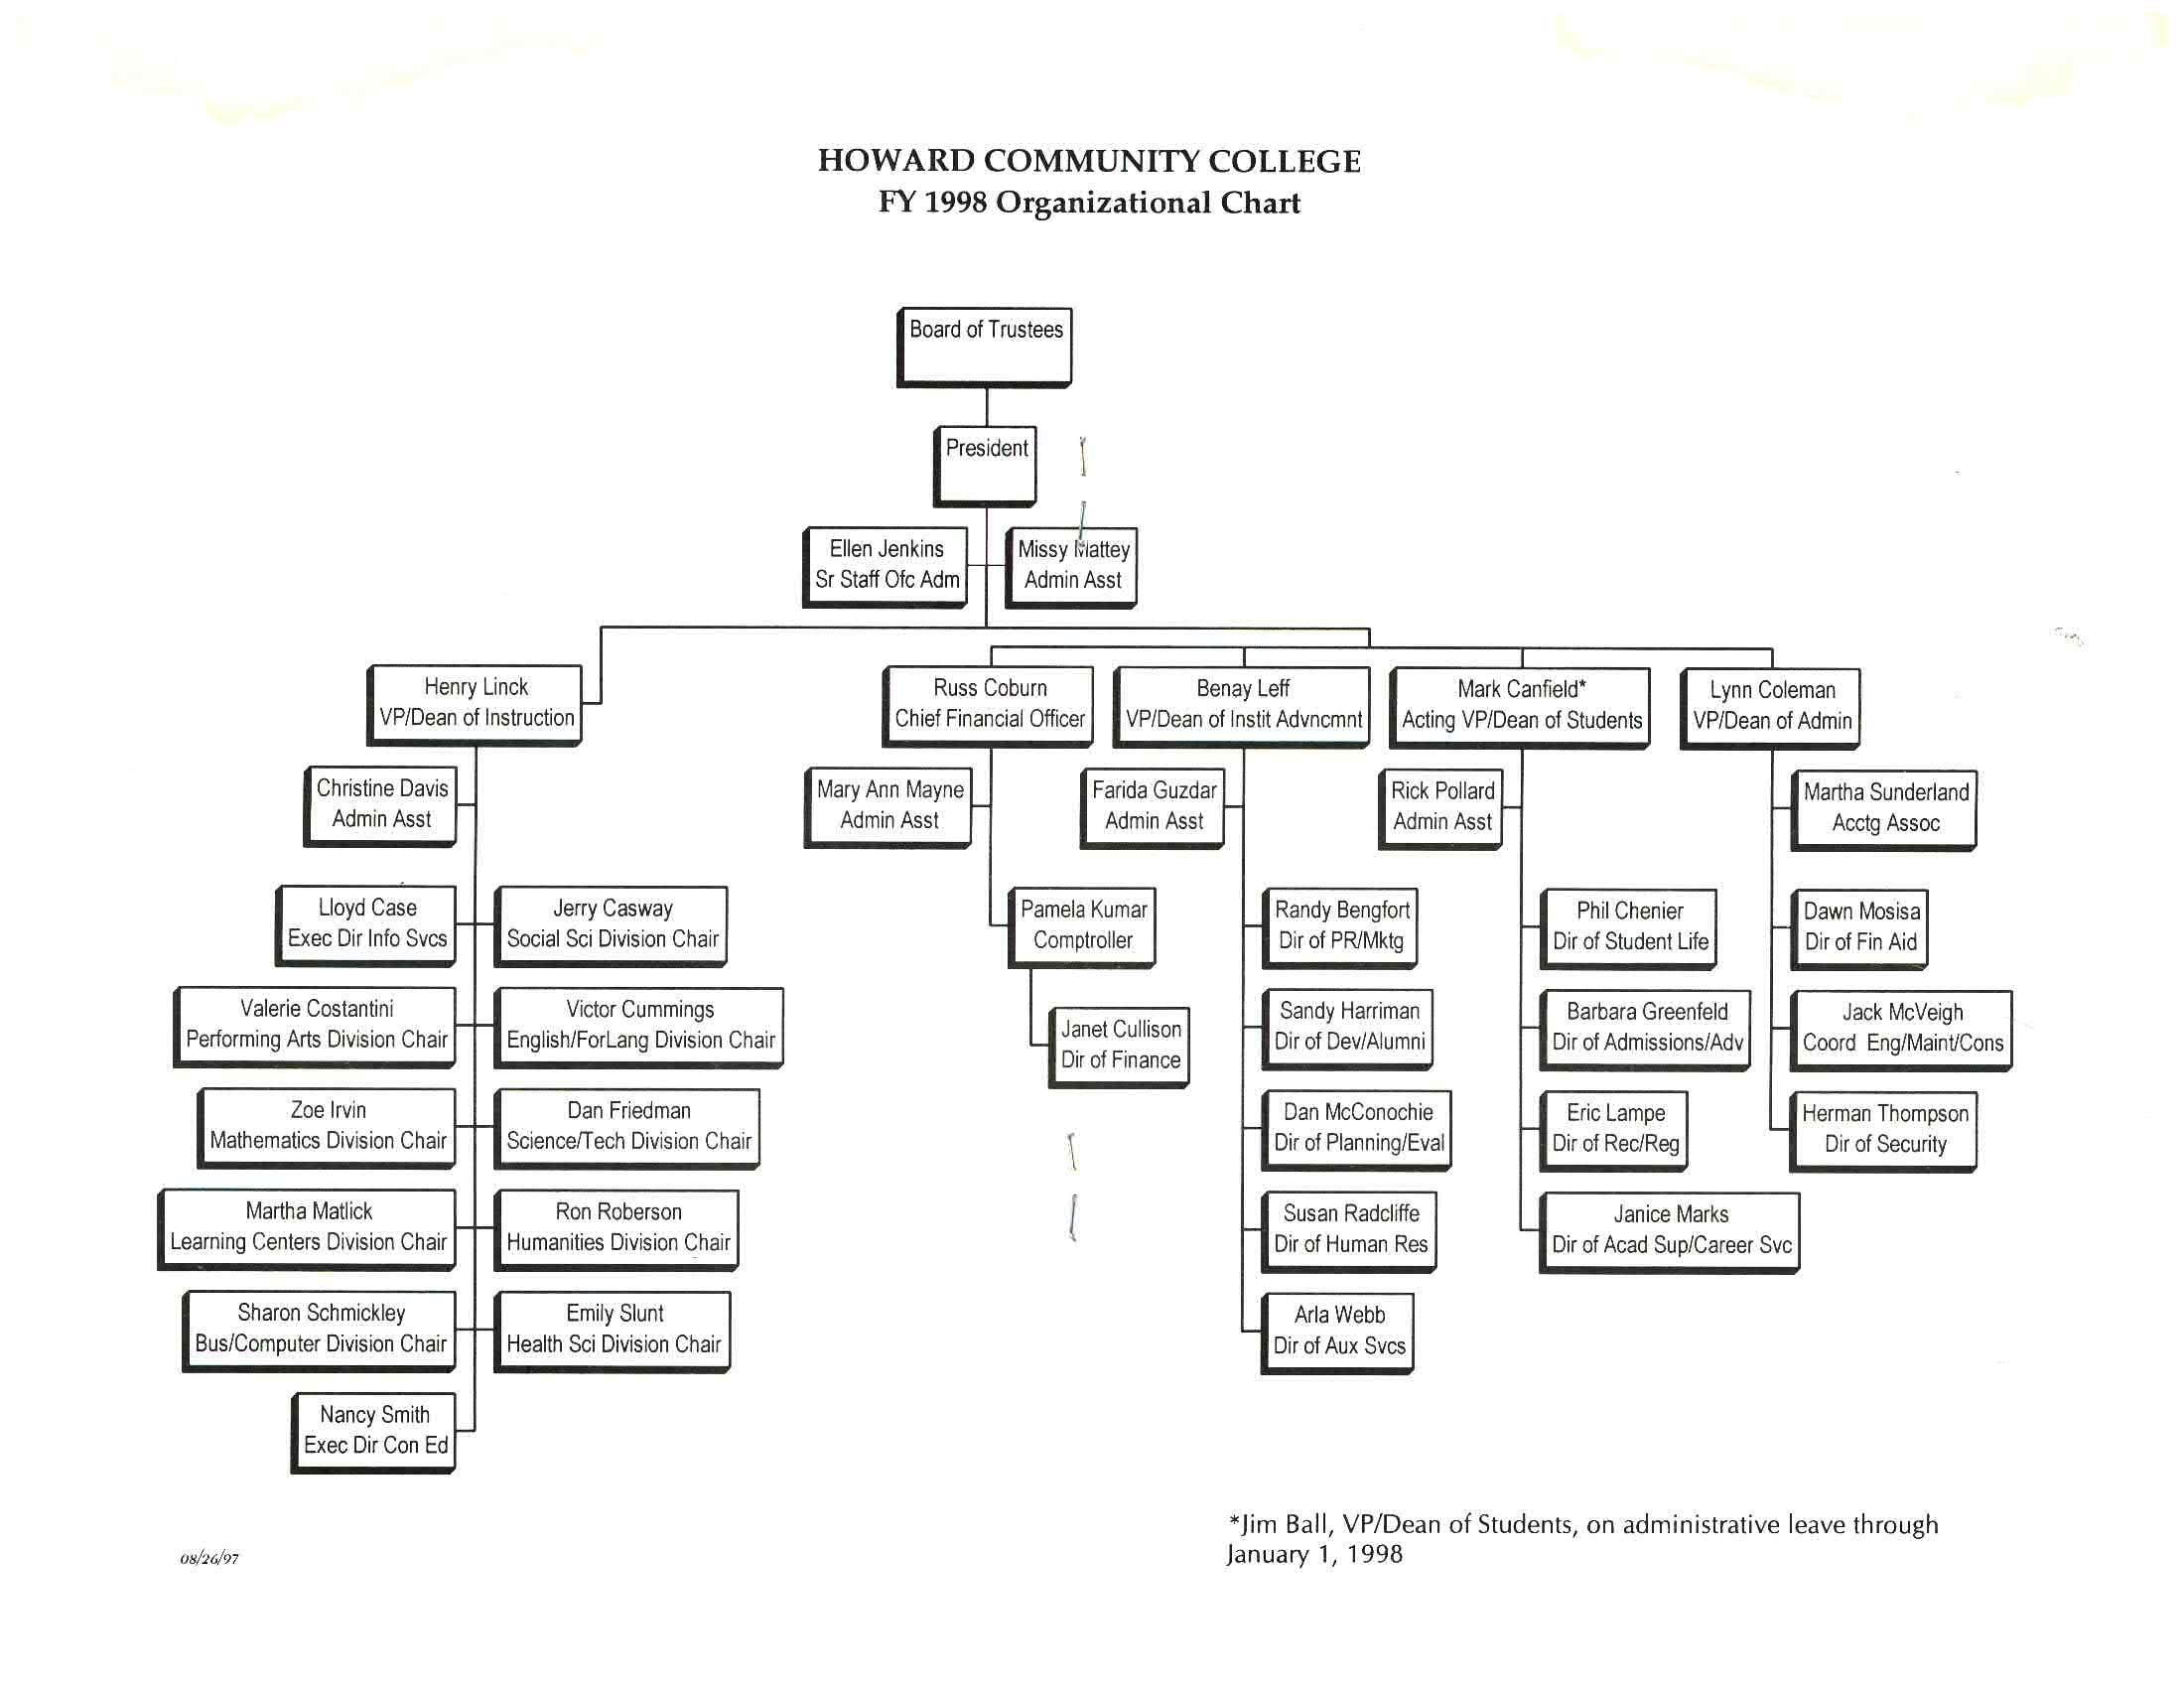 HOWARD COMMUNITY COLLEGE
FY 1998 Organizational Chart
Board of Trustees
President
Ellen Jenkins
Sr Staff Ofc Adm
Missy Mattey
Admin Asst
Henry Linck
VP/Dean of Instruction
Russ Coburn
Chief Financial Officer
Benay Leff
VP/Dean of Instit Advncmnt
Mark Canfield*
Acting VP/Dean of Students
Lynn Coleman
VP/Dean of Admin
Christine Davis
Admin Asst
Mary Ann Mayne
Admin Asst
Farida Guzdar
Admin Asst
Rick Pollard
Admin Asst
Martha Sunderland
Acctg Assoc
Lloyd Case
Exec Dir Info Svcs
Jerry Casway
Social Sci Division Chair
Pamela Kumar
Comptroller
Randy Bengfort
Dir of PR/Mktg
Phil Chenier
Dir of Student Life
Dawn Mosisa
Dir of Fin Aid
Valerie Costantini
Performing Arts Division Chair
Victor Cummings
English/ForLang Division Chair
Janet Cullison
Dir of Finance
Sandy Harriman
Dir of Dev/Alumni
Barbara Greenfeld
Dir of Admissions/Adv
Jack McVeigh
Coord Eng/Maint/Cons
Zoe Irvin
Mathematics Division Chair
Dan Friedman
Science/Tech Division Chair
Dan McConochie
Dir of Planning/Eval
Eric Lampe
Dir of Rec/Reg
Herman Thompson
Dir of Security
Martha Matlick
Learning Centers Division Chair
Ron Roberson
Humanities Division Chair
Susan Radcliffe
Dir of Human Res
Janice Marks
Dir of Acad Sup/Career Svc
Sharon Schmickley
Bus/Computer Division Chair
Emily Slunt
Health Sci Division Chair
Arla Webb
Dir of Aux Svcs
Nancy Smith
Exec Dir Con Ed
*Jim Ball, VP/Dean of Students, on administrative leave through
January 1, 1998
08/26/97